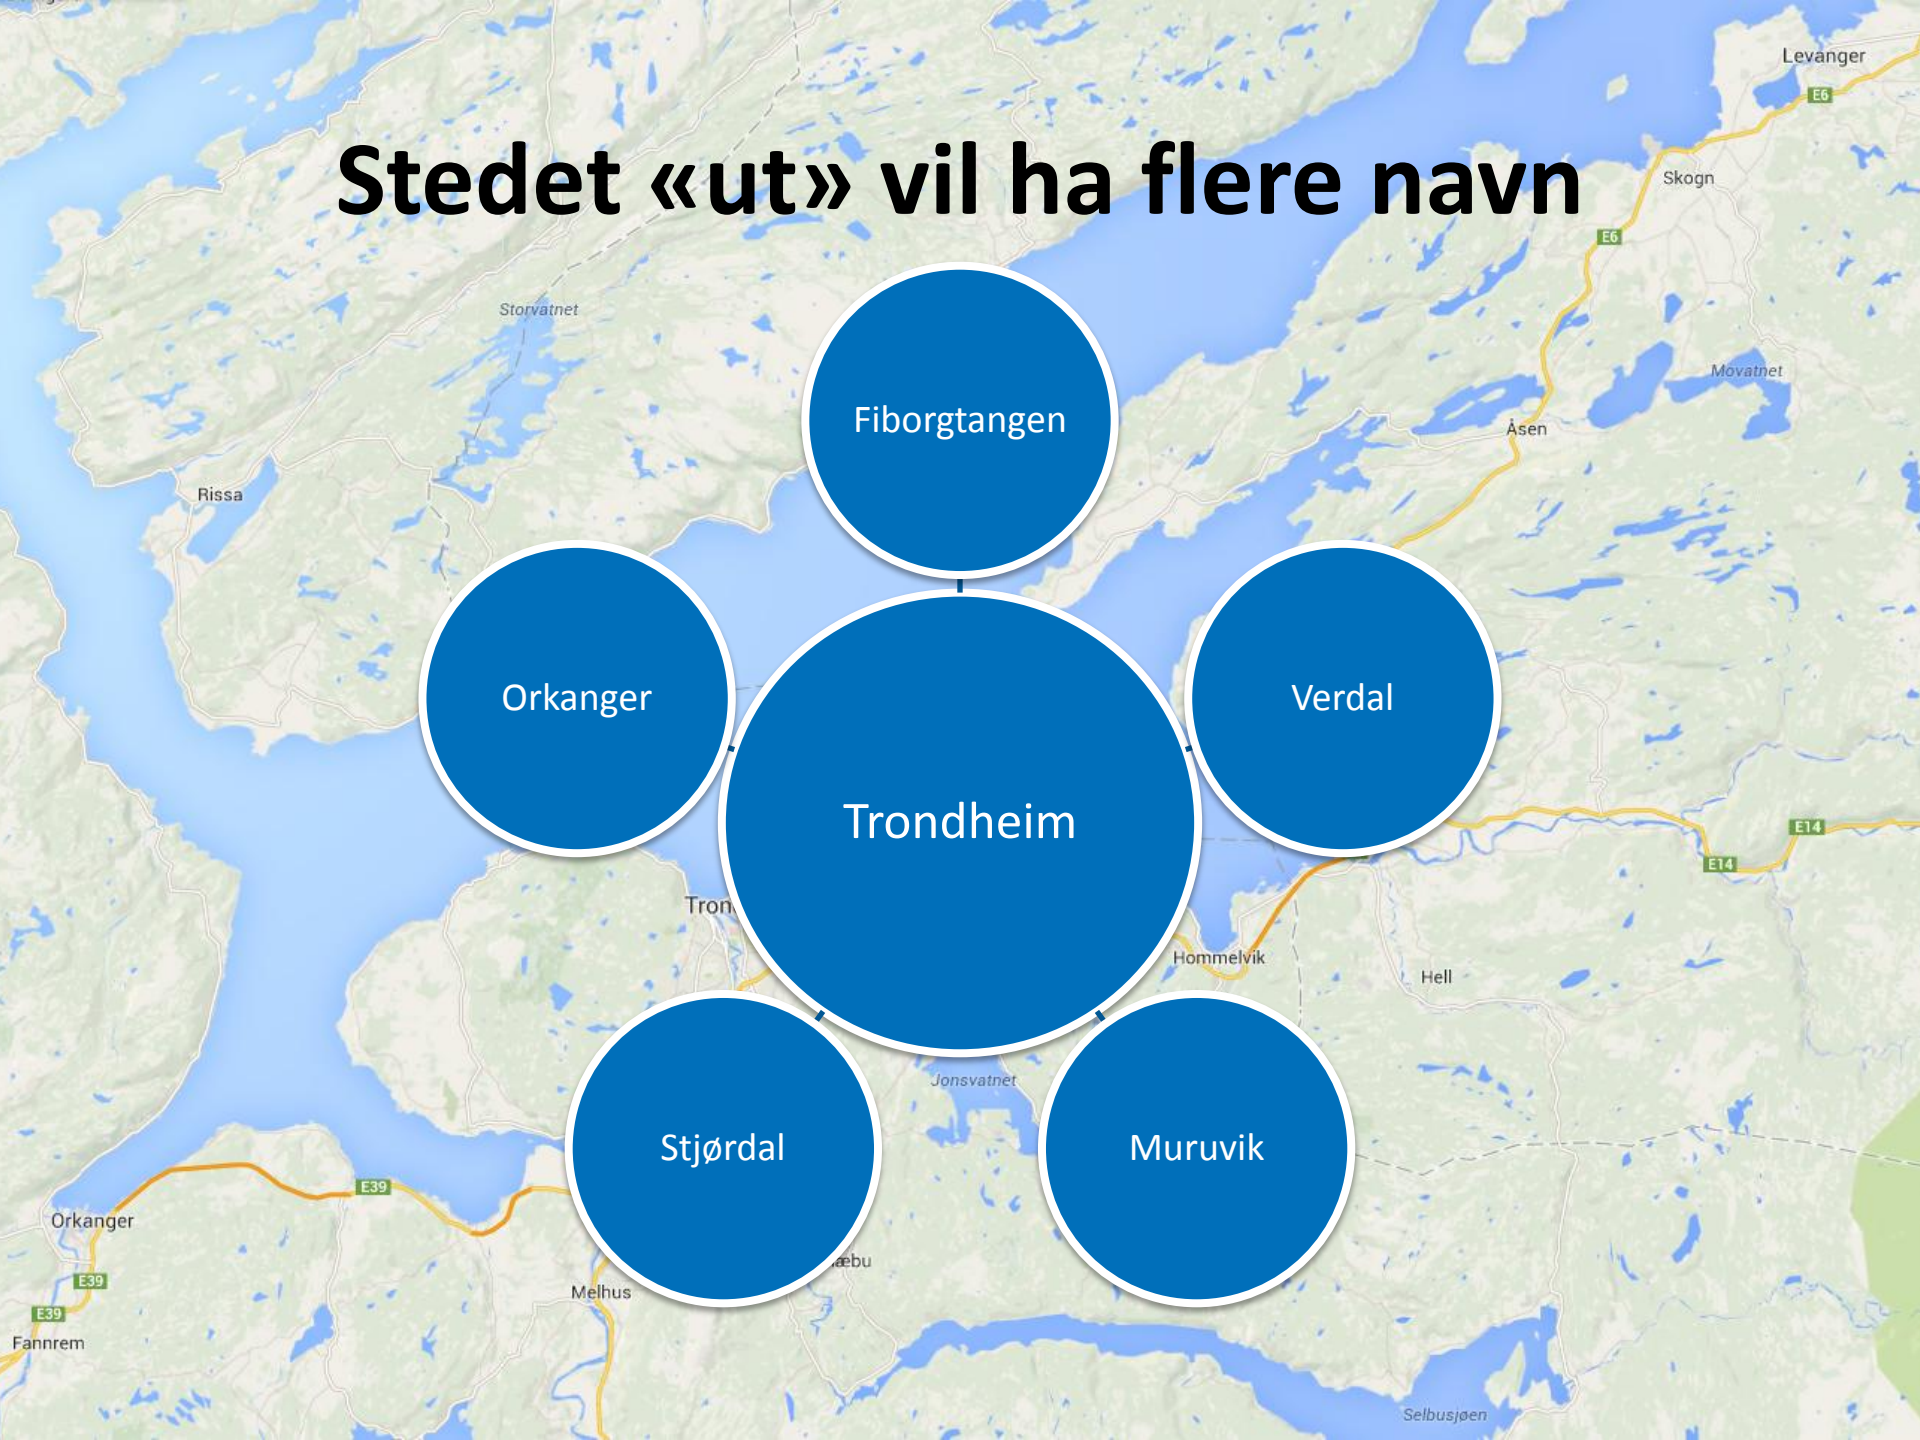 Levanger
E6
Stedet «ut» vil ha flere navn
Skogn
E6
Storvatnet
Movatnet
Fiborgtangen
Åsen
Rissa
Orkanger
Verdal
Trondheim
E14
E14
Tron
Hommelvik
Hell
Jonsvatnet
Stjørdal
Muruvik
E39
Orkanger
æbu
E39
Melhus
E39
Fannrem
Selbusjøen